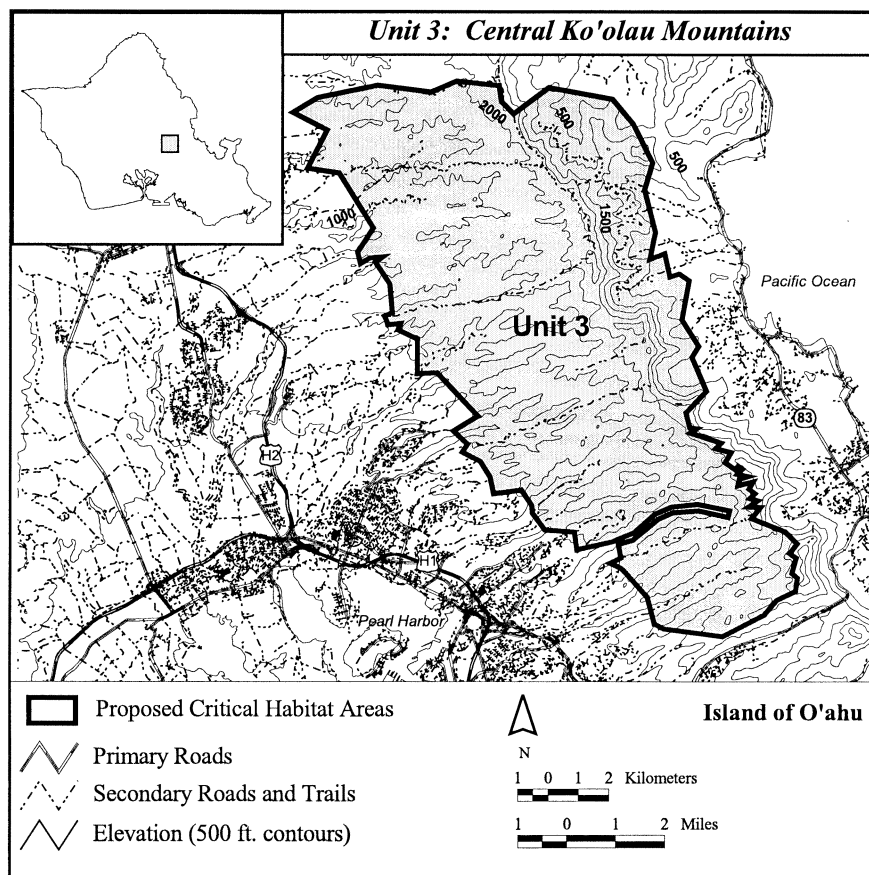 Unit 3: Central Ko'olau Mountains
2000
500
500
1000
1500
Pacific Ocean
Unit 3
83
H2
H1
Pearl Harbor
Proposed Critical Habitat Areas
Island of O'ahu
Primary Roads
N
Secondary Roads and Trails
1 0 1 2 Kilometers
Elevation (500 ft. contours)
1 0 1 2 Miles